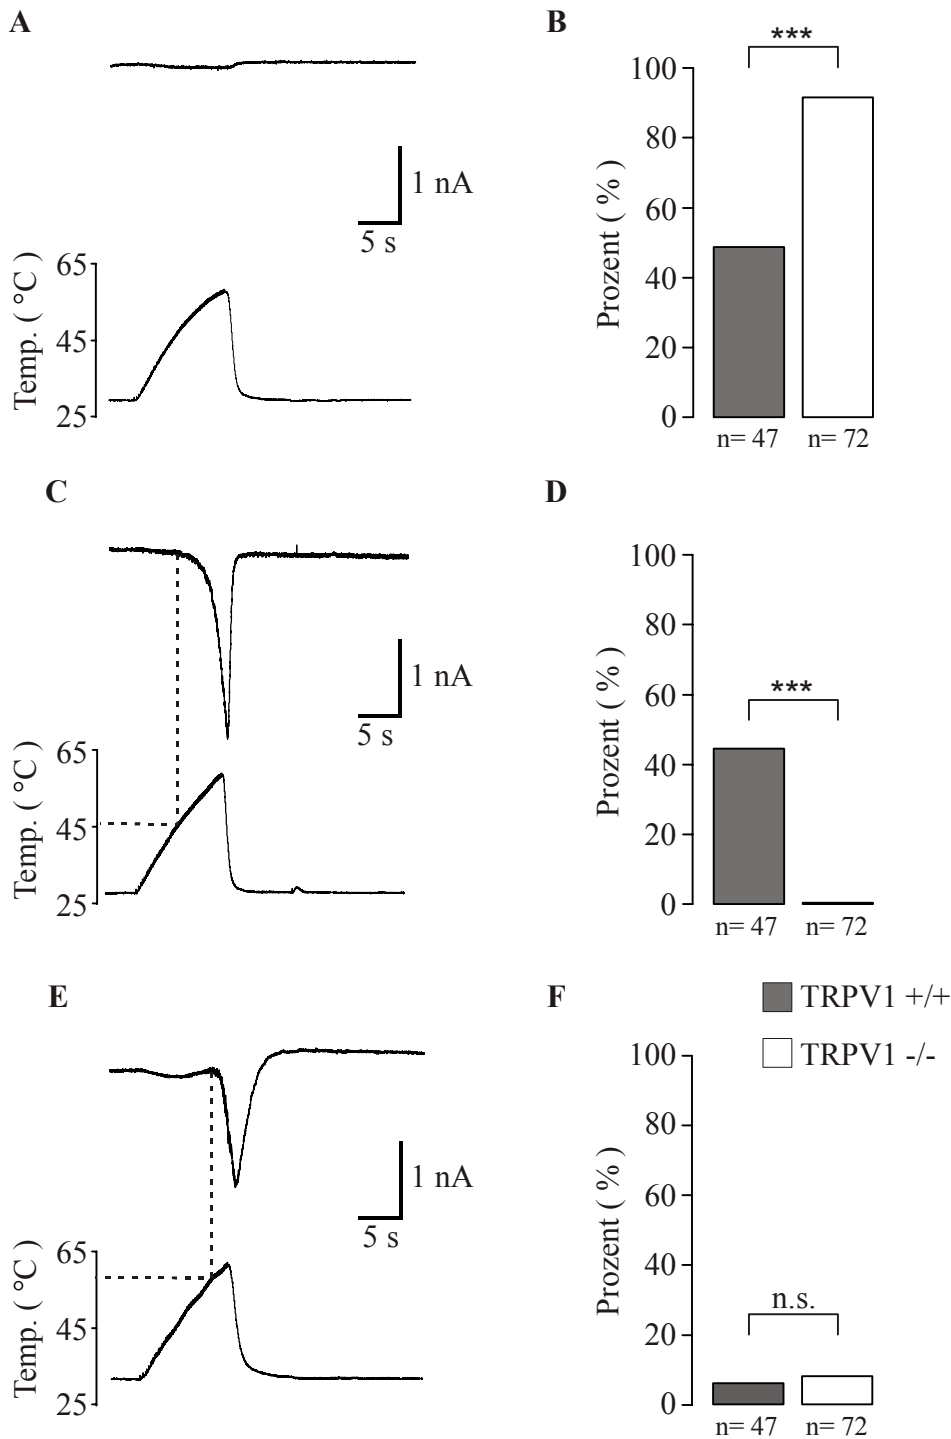 A
1 nA
5 s
Temp. ( °C )
65
45
25
B
***
Prozent ( % )
100
80
60
40
20
0
n= 47 n= 72
C
1 nA
5 s
Temp. ( °C )
65
45
25
D
***
Prozent ( % )
100
80
60
40
20
0
n= 47 n= 72
E
1 nA
5 s
Temp. ( °C )
65
45
25
F
TRPV1 +/+
TRPV1 -/-
n.s.
Prozent ( % )
100
80
60
40
20
0
n= 47 n= 72